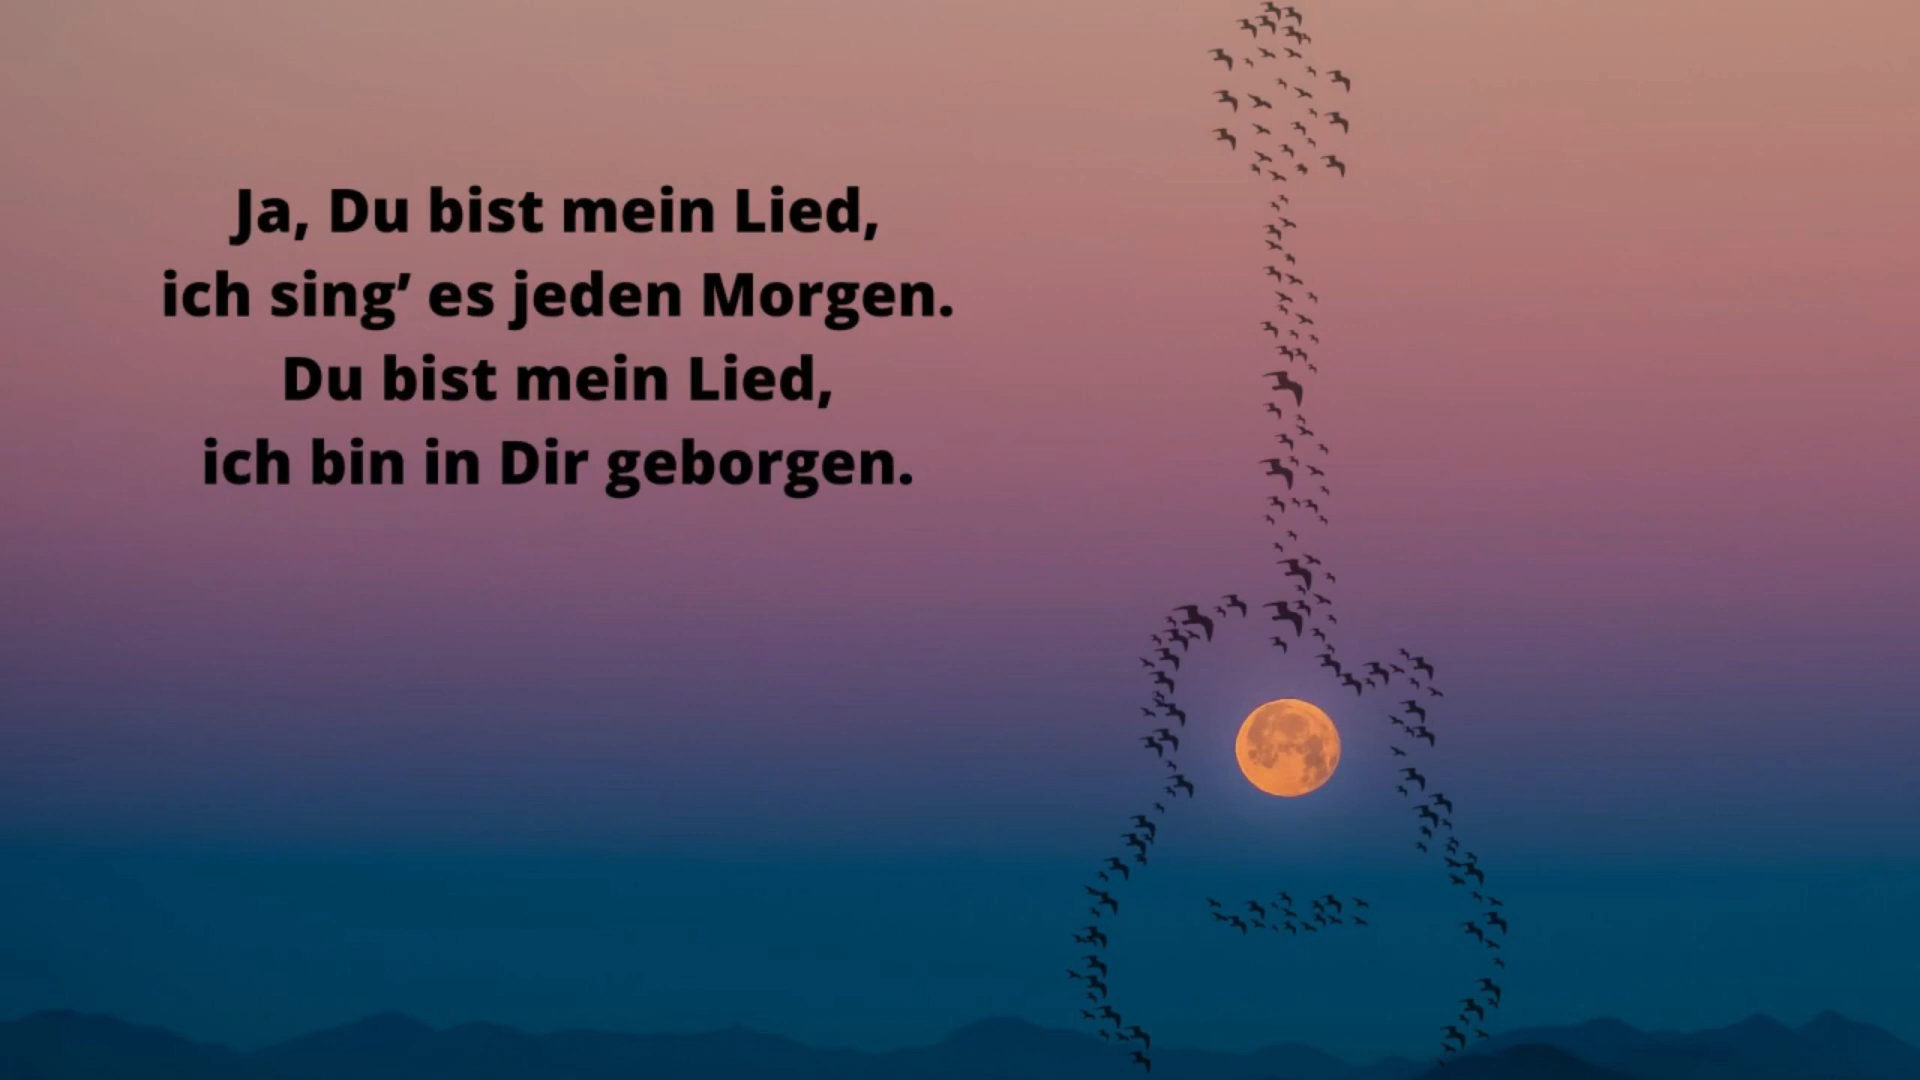 Ja, Du bist mein Lied,
ich sing’ es jeden Morgen.
Du bist mein Lied,
ich bin in Dir geborgen.